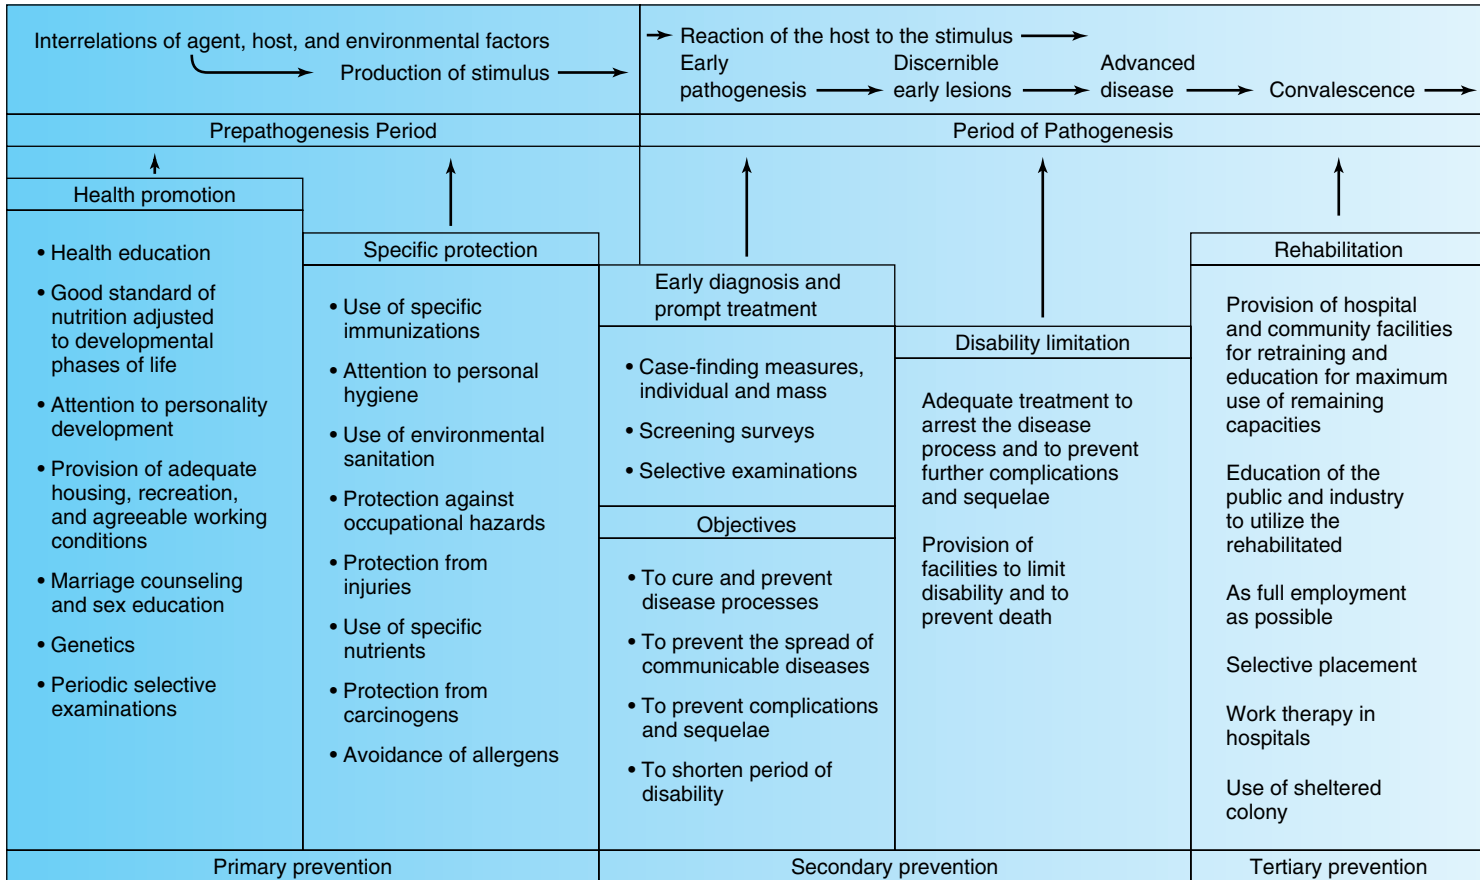 Interrelations of agent, host, and environmental factors
Production of stimulus
Reaction of the host to the stimulus
Early
pathogenesis
Discernible
early lesions
Advanced
disease
Convalescence
Prepathogenesis Period
Period of Pathogenesis
Health promotion
• Health education
• Good standard of
nutrition adjusted
to developmental
phases of life
• Attention to personality
development
• Provision of adequate
housing, recreation,
and agreeable working
conditions
• Marriage counseling
and sex education
• Genetics
• Periodic selective
examinations
Specific protection
• Use of specific
immunizations
• Attention to personal
hygiene
• Use of environmental
sanitation
• Protection against
occupational hazards
• Protection from
injuries
• Use of specific
nutrients
• Protection from
carcinogens
• Avoidance of allergens
Early diagnosis and
prompt treatment
• Case-finding measures,
individual and mass
• Screening surveys
• Selective examinations
Objectives
• To cure and prevent
disease processes
• To prevent the spread of
communicable diseases
• To prevent complications
and sequelae
• To shorten period of
disability
Disability limitation
Adequate treatment to
arrest the disease
process and to prevent
further complications
and sequelae
Provision of
facilities to limit
disability and to
prevent death
Rehabilitation
Provision of hospital
and community facilities
for retraining and
education for maximum
use of remaining
capacities
Education of the
public and industry
to utilize the
rehabilitated
As full employment
as possible
Selective placement
Work therapy in
hospitals
Use of sheltered
colony
Primary prevention
Secondary prevention
Tertiary prevention